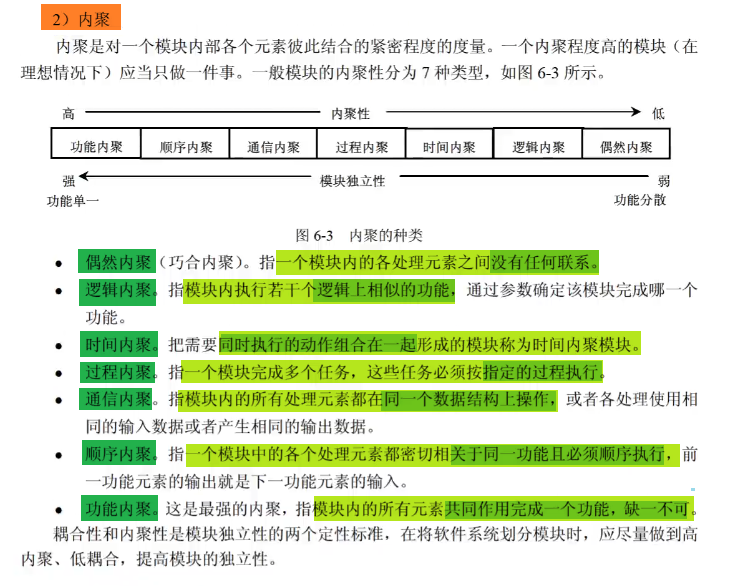 2）内聚
内聚是对一个模块内部各个元素彼此结合的紧密程度的度量。一个内聚程度高的模块（在
理想情况下）应当只做一件事。一般模块的内聚性分为 7 种类型，如图 6-3 所示。
高 内聚性 低
功能内聚 顺序内聚 通信内聚 过程内聚 时间内聚 逻辑内聚 偶然内聚
强 模块独立性 弱
功能单一 功能分散
图 6-3 内聚的种类
● 偶然内聚（巧合内聚）。指一个模块内的各处理元素之间没有任何联系。
● 逻辑内聚。指模块内执行若干个逻辑上相似的功能，通过参数确定该模块完成哪一个
功能。
● 时间内聚。把需要同时执行的动作组合在一起形成的模块称为时间内聚模块。
● 过程内聚。指一个模块完成多个任务，这些任务必须按指定的过程执行。
● 通信内聚。指模块内的所有处理元素都在同一个数据结构上操作，或者各处理使用相
同的输入数据或者产生相同的输出数据。
● 顺序内聚。指一个模块中的各个处理元素都密切相关于同一功能且必须顺序执行，前
一功能元素的输出就是下一功能元素的输入。
● 功能内聚。这是最强的内聚，指模块内的所有元素共同作用完成一个功能，缺一不可。
耦合性和内聚性是模块独立性的两个定性标准，在将软件系统划分模块时，应尽量做到高
内聚、低耦合，提高模块的独立性。